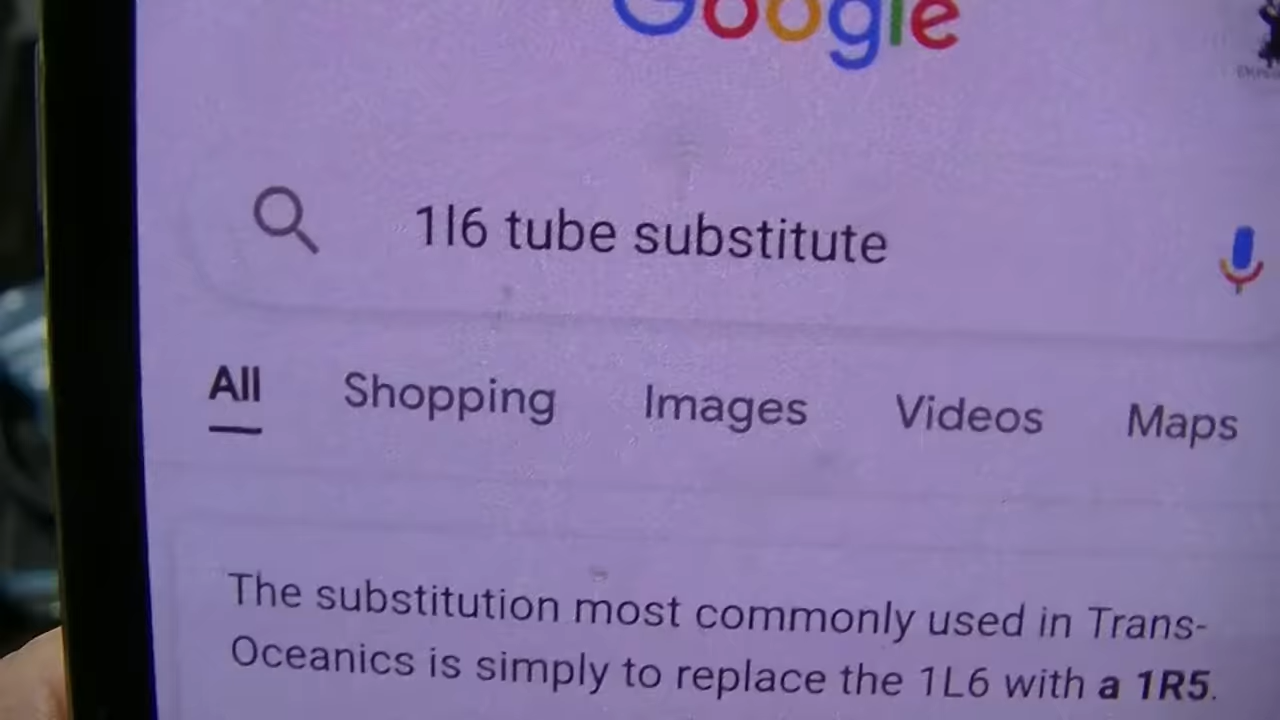 Google
1l6 tube substitute
All Shopping Images Videos Maps
The substitution most commonly used in Trans-
Oceanics is simply to replace the 1L6 with a 1R5.